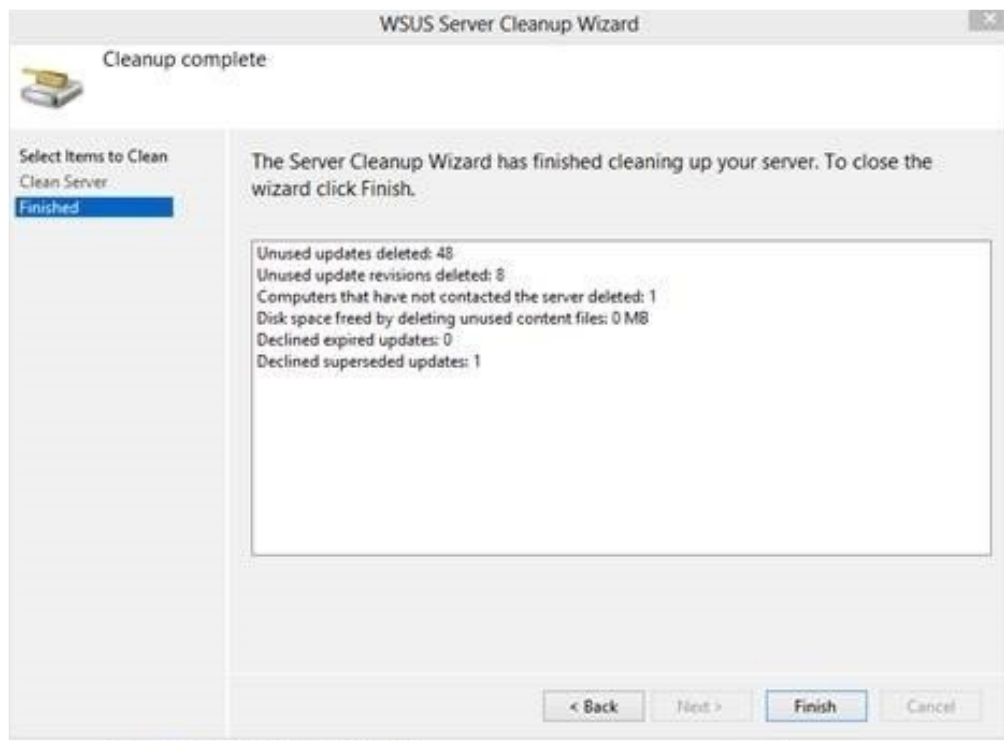 WSUS Server Cleanup Wizard
Cleanup complete
Select Items to Clean
Clean Server
Finished
The Server Cleanup Wizard has finished cleaning up your server. To close the
wizard click Finish.
Unused updates deleted: 48
Unused update revisions deleted: 8
Computers that have not contacted the server deleted: 1
Disk space freed by deleting unused content files: 0 MB
Declined expired updates: 0
Declined superseded updates: 1
< Back
Next >
Finish
Cancel